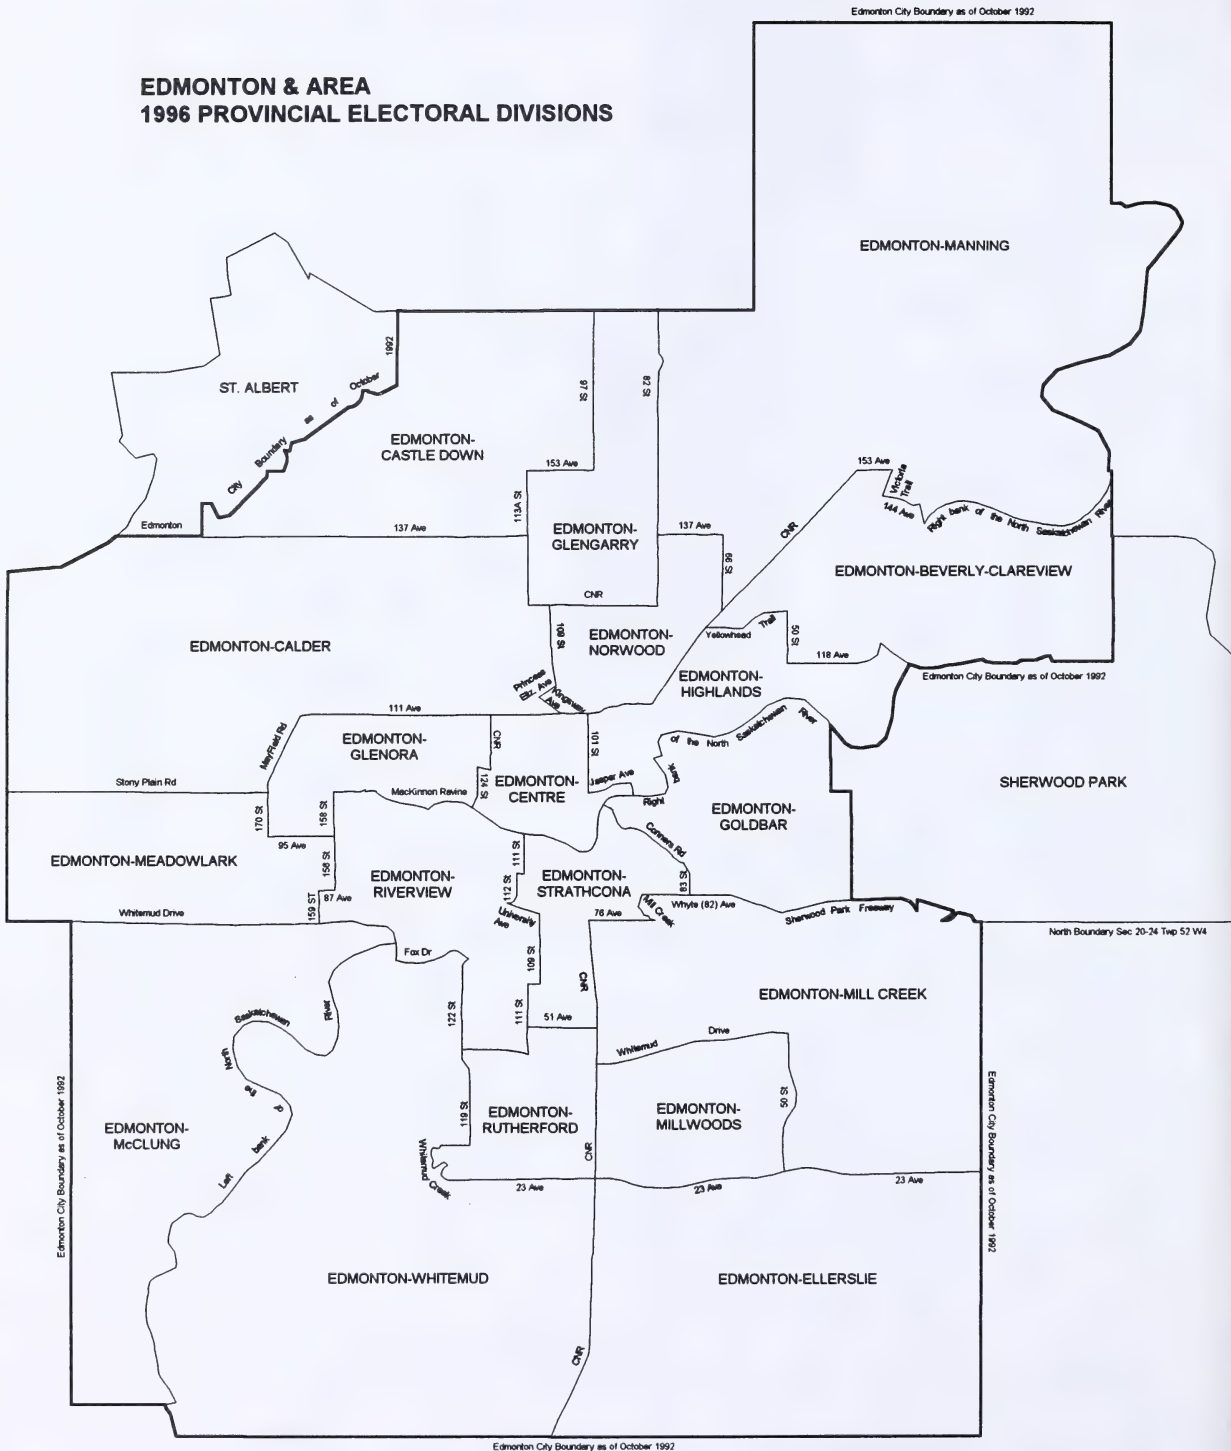 Edmonton City Boundary as of October 1992
EDMONTON & AREA
1996 PROVINCIAL ELECTORAL DIVISIONS
EDMONTON-MANNING
ST. ALBERT
1992
City Boundary as of October
Edmonton
97 St
82 St
EDMONTON-
CASTLE DOWN
153 Ave
153 Ave
Victoria
Trail
144 Ave
Right bank of the North Saskatchewan River
113A St
137 Ave
EDMONTON-
GLENGARRY
137 Ave
66 St
CNR
EDMONTON-BEVERLY-CLAREVIEW
CNR
109 St
EDMONTON-CALDER
EDMONTON-
NORWOOD
Yellowhead Trail
50 St
118 Ave
EDMONTON-
HIGHLANDS
Edmonton City Boundary as of October 1992
Princess
Eliz. Ave
Kingsway
Ave
111 Ave
Mayfield Rd
EDMONTON-
GLENORA
CNR
101 St
Right bank of the North Saskatchewan River
Stony Plain Rd
MacKinnon Ravine
124 St
EDMONTON-
CENTRE
Jasper Ave
SHERWOOD PARK
170 St
158 St
EDMONTON-
GOLDBAR
95 Ave
Conners Rd
EDMONTON-MEADOWLARK
156 St
111 St
EDMONTON-
RIVERVIEW
EDMONTON-
STRATHCONA
83 St
112 St
159 ST
87 Ave
Whitemud Drive
University
Ave
76 Ave
Mill Creek
Whyte (82) Ave
Sherwood Park Freeway
North Boundary Sec 20-24 Twp 52 W4
Fox Dr
109 St
CNR
EDMONTON-MILL CREEK
122 St
111 St
51 Ave
Whitemud Drive
Left bank of the North Saskatchewan River
50 St
119 St
EDMONTON-
RUTHERFORD
EDMONTON-
MILLWOODS
EDMONTON-
McCLUNG
CNR
Whitemud Creek
23 Ave
23 Ave
23 Ave
Edmonton City Boundary as of October 1992
Edmonton City Boundary as of October 1992
EDMONTON-WHITEMUD
EDMONTON-ELLERSLIE
CNR
Edmonton City Boundary as of October 1992